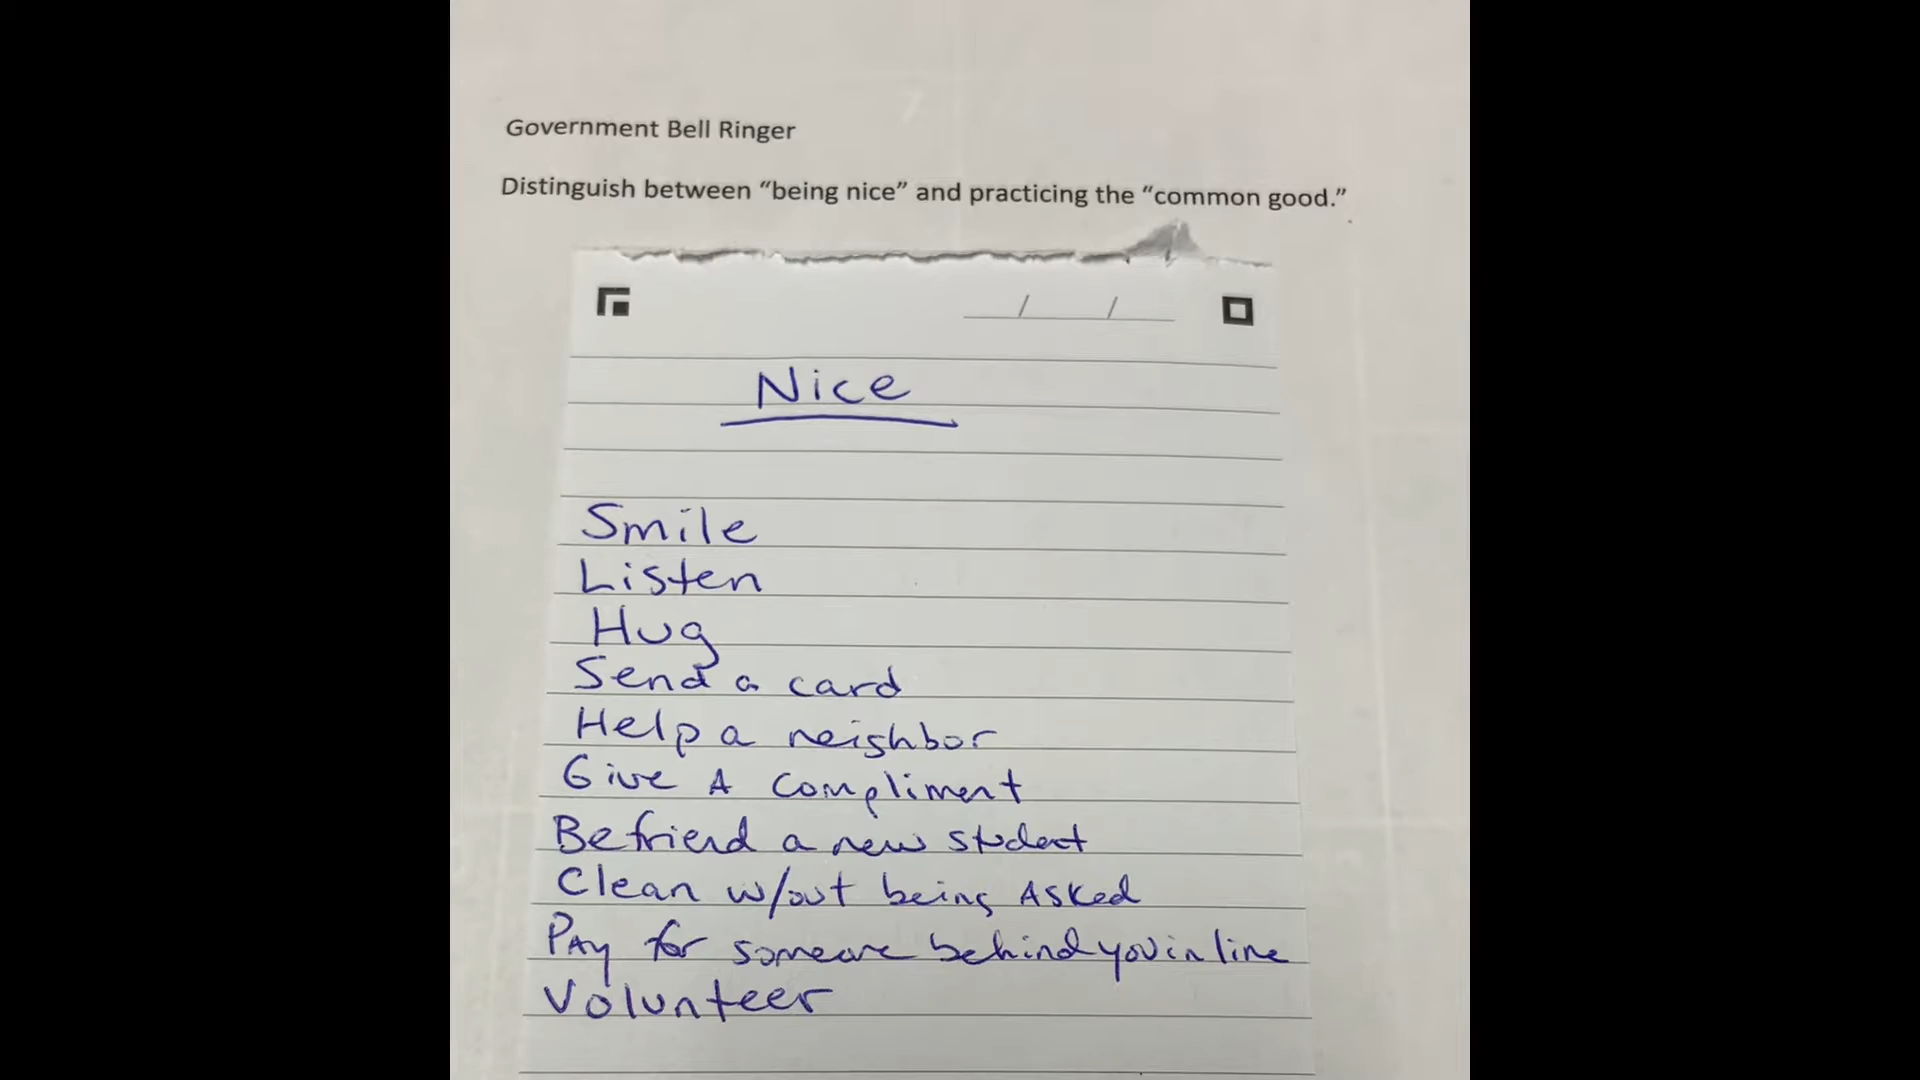 Government Bell Ringer
Distinguish between “being nice” and practicing the “common good.”
/ /
Nice
Smile
Listen
Hug
Send a card
Help a neighbor
Give A compliment
Befriend a new student
Clean w/out being Asked
Pay for someone behind you in line
Volunteer